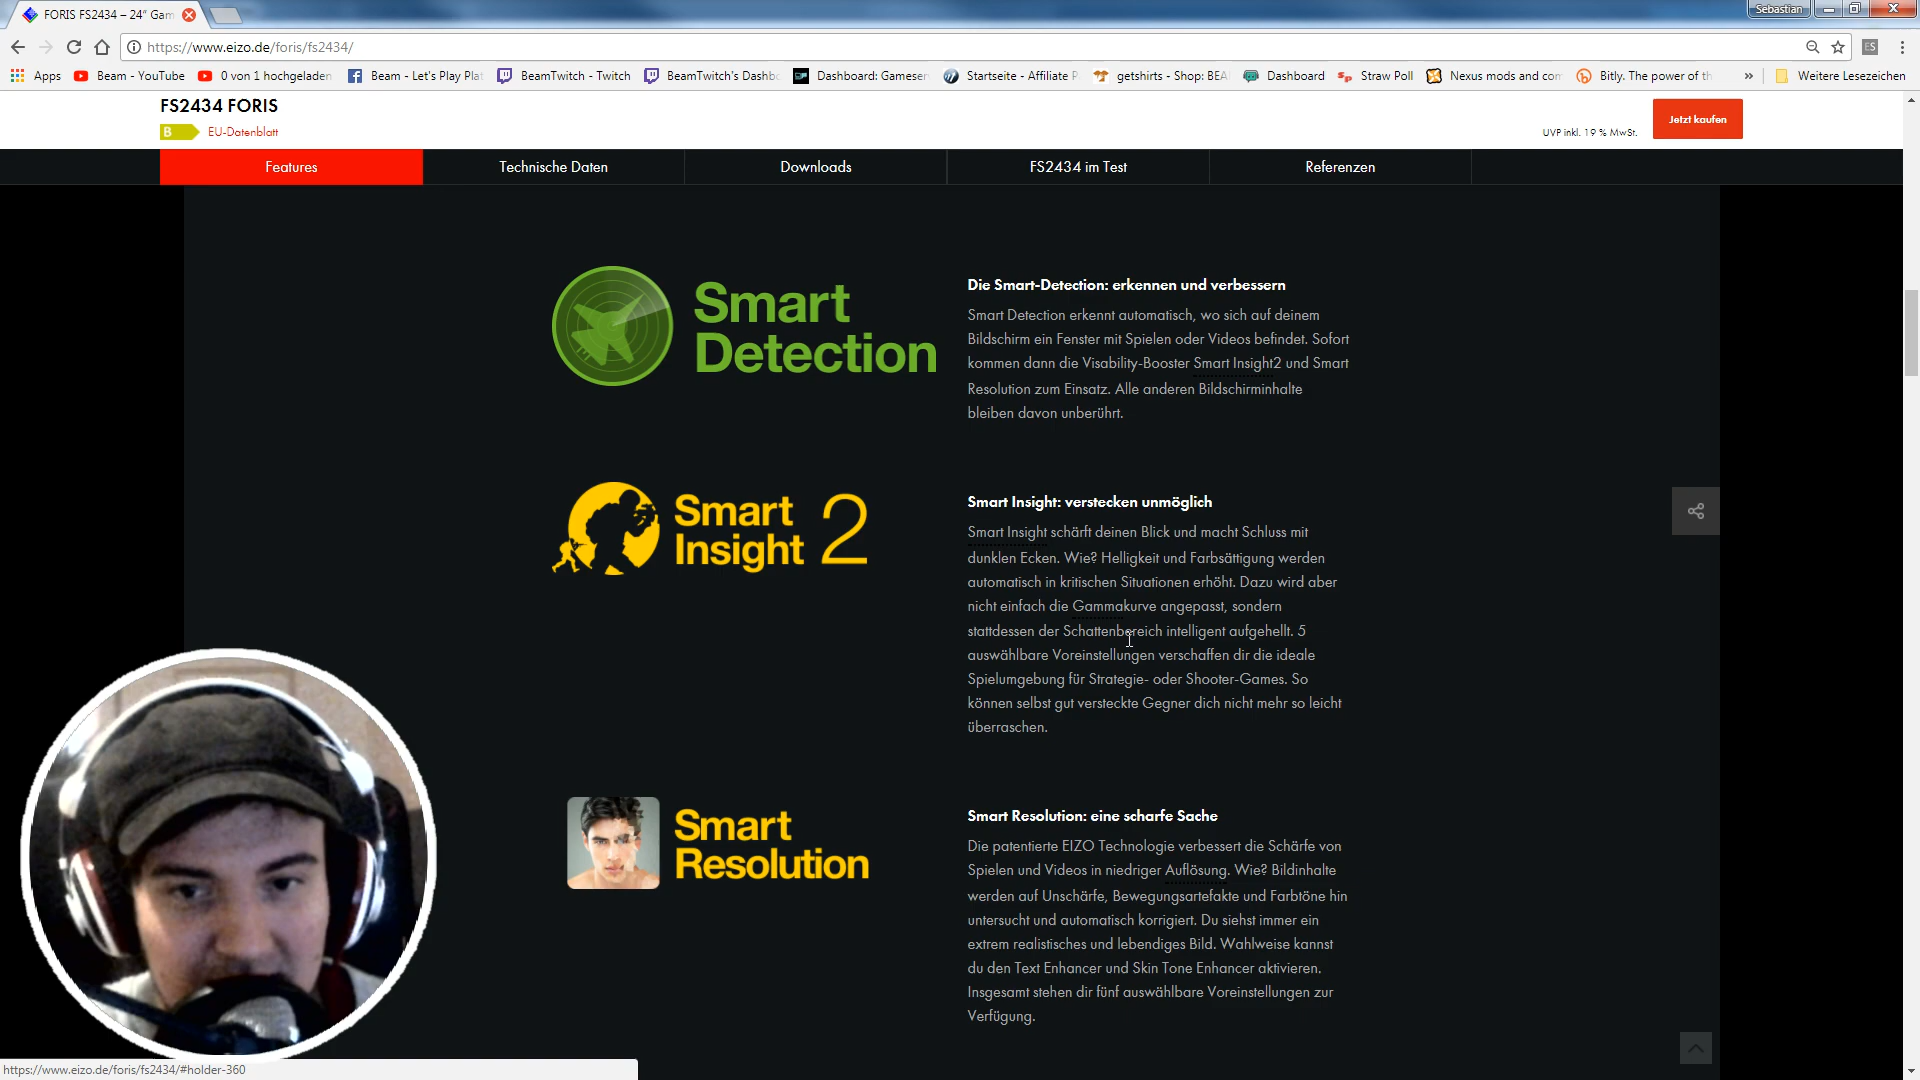 FORIS FS2434 – 24" Gam
Sebastian
https://www.eizo.de/foris/fs2434/
ES
Apps
Beam - YouTube
0 von 1 hochgeladen
Beam - Let's Play Plat
BeamTwitch - Twitch
BeamTwitch's Dashbo
Dashboard: Gameser
Startseite - Affiliate P
getshirts - Shop: BEA
Dashboard
Straw Poll
Nexus mods and com
Bitly. The power of th
»
Weitere Lesezeichen
FS2434 FORIS
B
EU-Datenblatt
UVP inkl. 19 % MwSt.
Jetzt kaufen
Features
Technische Daten
Downloads
FS2434 im Test
Referenzen
Smart
Detection
Die Smart-Detection: erkennen und verbessern
Smart Detection erkennt automatisch, wo sich auf deinem
Bildschirm ein Fenster mit Spielen oder Videos befindet. Sofort
kommen dann die Visability-Booster Smart Insight2 und Smart
Resolution zum Einsatz. Alle anderen Bildschirminhalte
bleiben davon unberührt.
Smart
Insight 2
Smart Insight: verstecken unmöglich
Smart Insight schärft deinen Blick und macht Schluss mit
dunklen Ecken. Wie? Helligkeit und Farbsättigung werden
automatisch in kritischen Situationen erhöht. Dazu wird aber
nicht einfach die Gammakurve angepasst, sondern
stattdessen der Schattenbereich intelligent aufgehellt. 5
auswählbare Voreinstellungen verschaffen dir die ideale
Spielumgebung für Strategie- oder Shooter-Games. So
können selbst gut versteckte Gegner dich nicht mehr so leicht
überraschen.
Smart
Resolution
Smart Resolution: eine scharfe Sache
Die patentierte EIZO Technologie verbessert die Schärfe von
Spielen und Videos in niedriger Auflösung. Wie? Bildinhalte
werden auf Unschärfe, Bewegungsartefakte und Farbtöne hin
untersucht und automatisch korrigiert. Du siehst immer ein
extrem realistisches und lebendiges Bild. Wahlweise kannst
du den Text Enhancer und Skin Tone Enhancer aktivieren.
Insgesamt stehen dir fünf auswählbare Voreinstellungen zur
Verfügung.
https://www.eizo.de/foris/fs2434/#holder-360